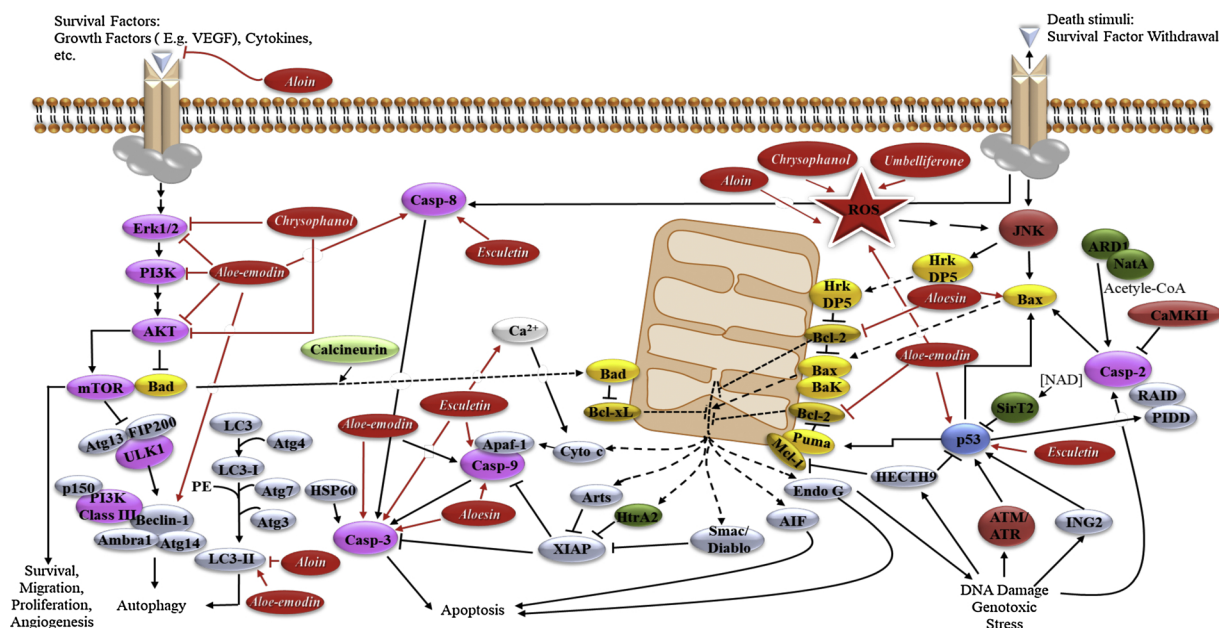 Survival Factors:
Growth Factors ( E.g. VEGF), Cytokines,
etc.
Aloin
Death stimuli:
Survival Factor Withdrawal
Chrysophanol
Umbelliferone
Aloin
ROS
Casp-8
Chrysophanol
Erk1/2
Esculetin
JNK
ARD1
NatA
Acetyle-CoA
PI3K
Aloe-emodin
Hrk
DP5
Hrk
DP5
Aloesin
Bax
CaMKII
AKT
Ca2+
Bcl-2
Calcineurin
Aloe-emodin
Casp-2
mTOR
Bad
Bad
Bax
BaK
[NAD]
RAID
Bcl-xL
Bcl-2
SirT2
PIDD
Atg13
FIP200
ULK1
LC3
Atg4
Esculetin
Aloe-emodin
Apaf-1
Casp-9
Cyto c
Puma
Mcl-1
p53
Esculetin
LC3-I
p150
PI3K
Class III
PE
Atg7
HSP60
Arts
Endo G
HECTH9
Beclin-1
Atg3
Aloesin
HtrA2
AIF
ATM/
ATR
ING2
Ambra1
Atg14
Casp-3
XIAP
Smac/
Diablo
LC3-II
Aloin
Survival,
Migration,
Proliferation,
Angiogenesis
Autophagy
Aloe-emodin
Apoptosis
DNA Damage
Genotoxic
Stress